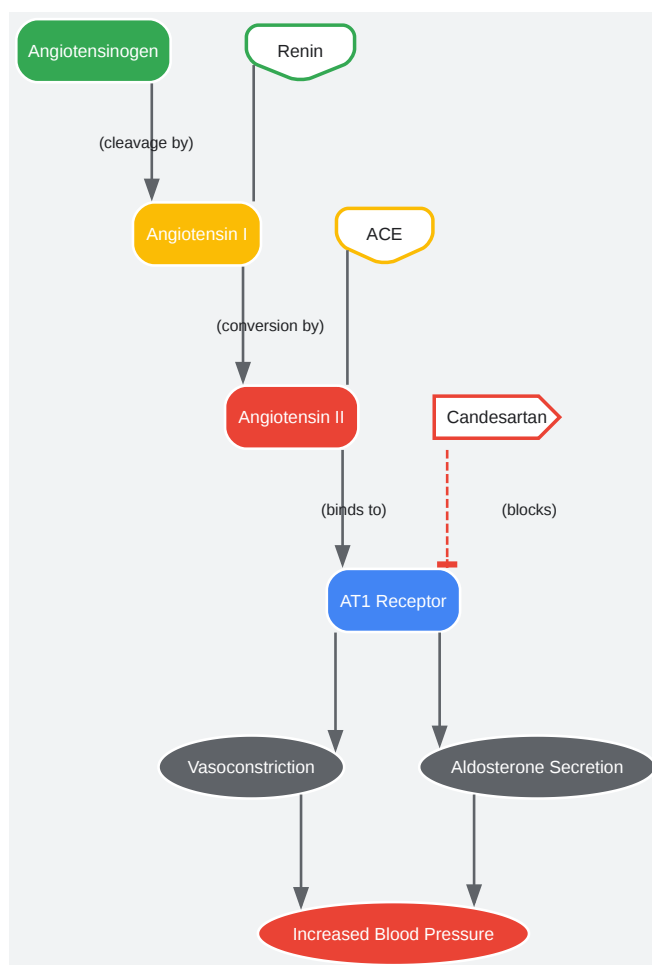 Angiotensinogen
Renin
(cleavage by)
Angiotensin I
ACE
(conversion by)
Angiotensin II
Candesartan
(binds to)
(blocks)
AT1 Receptor
Vasoconstriction
Aldosterone Secretion
Increased Blood Pressure